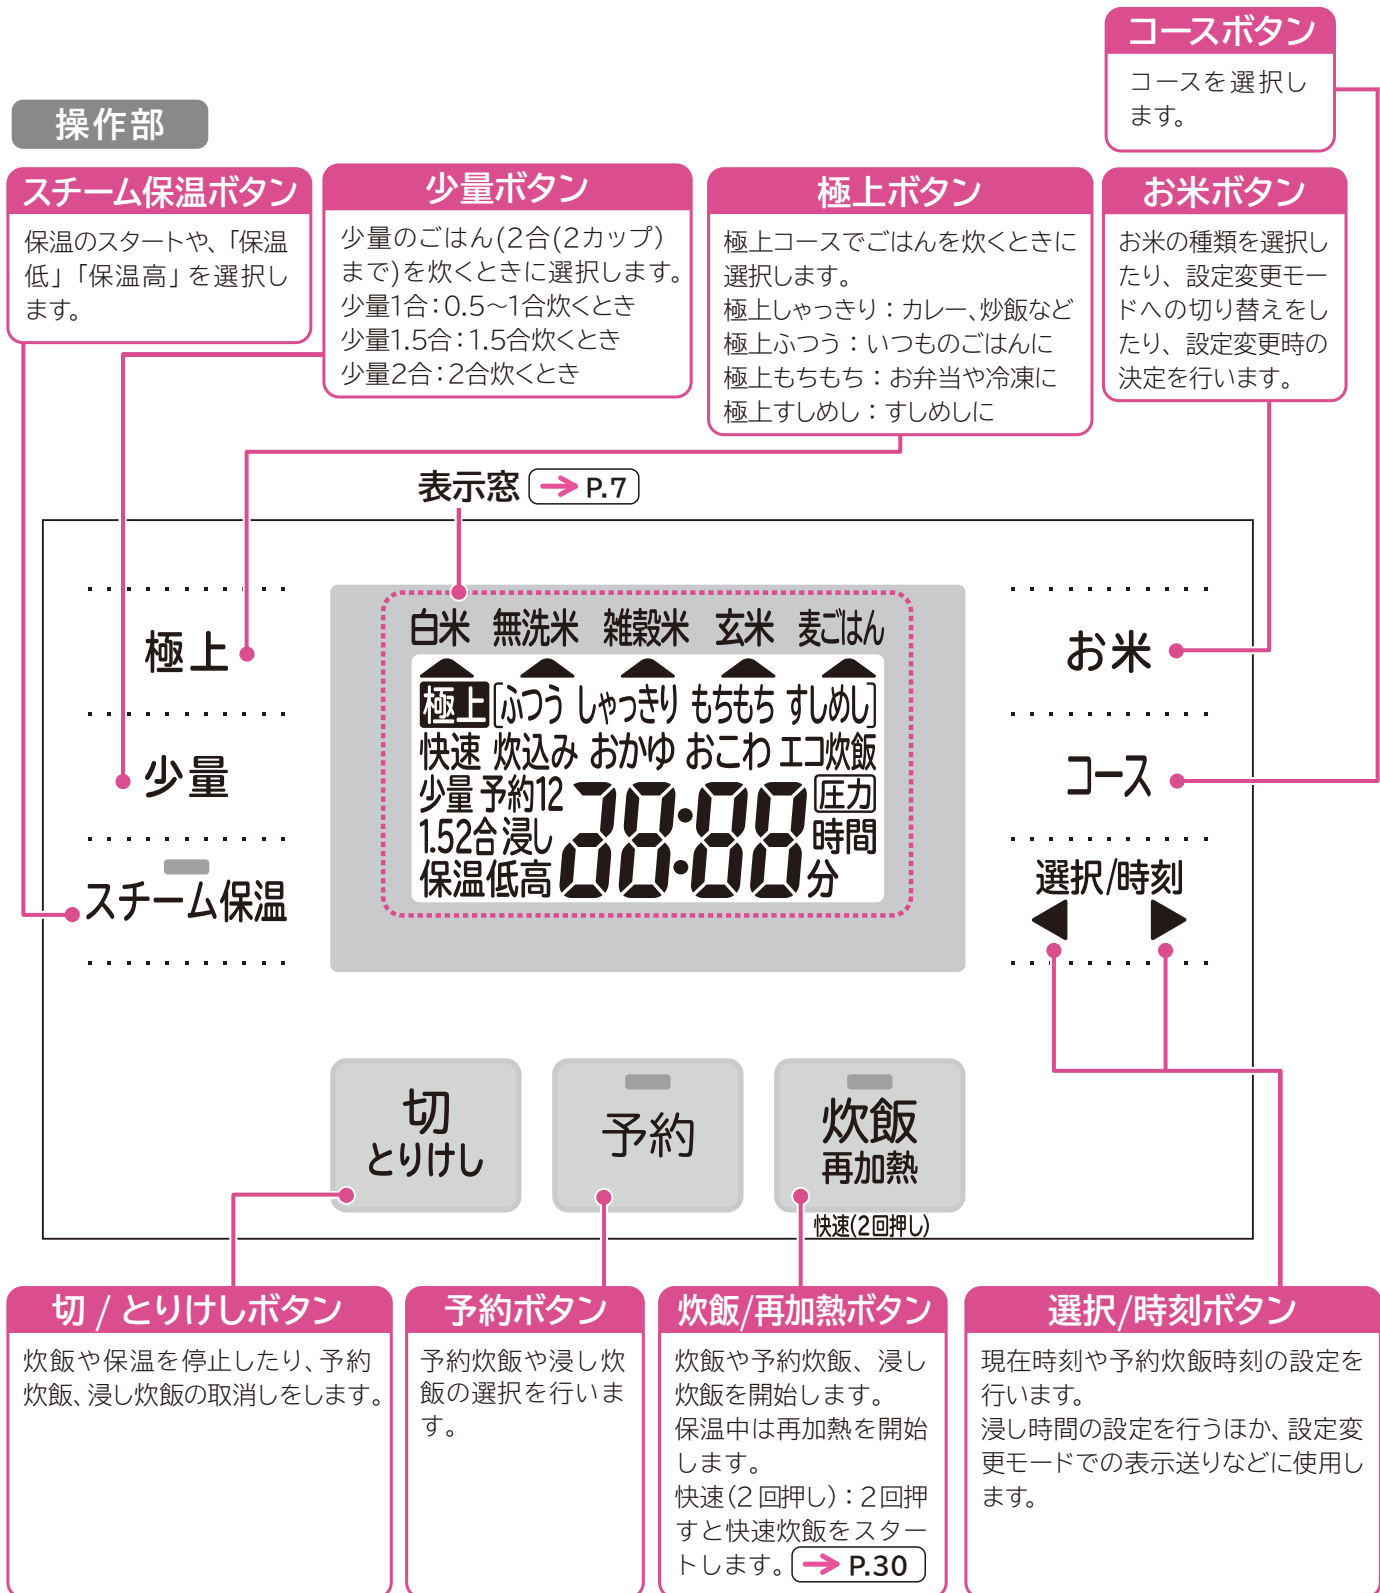 コースボタン
コースを選択し
ます。
操作部
スチーム保温ボタン
保温のスタートや、「保温
低」「保温高」を選択し
ます。
少量ボタン
少量のごはん(2合(2カップ)
まで)を炊くときに選択します。
少量1合：0.5～1合炊くとき
少量1.5合：1.5合炊くとき
少量2合：2合炊くとき
極上ボタン
極上コースでごはんを炊くときに
選択します。
極上しゃっきり：カレー、炒飯など
極上ふつう：いつものごはんに
極上もちもち：お弁当や冷凍に
極上すしめし：すしめしに
お米ボタン
お米の種類を選択し
たり、設定変更モー
ドへの切り替えをし
たり、設定変更時の
決定を行います。
表示窓 → P.7
極上
少量
スチーム保温
白米 無洗米 雑穀米 玄米 麦ごはん
極上 [ふつう しゃっきり もちもち すしめし]
快速 炊込み おかゆ おこわ エコ炊飯
少量 予約12 圧力
1.52合 浸し 38:88 時間
保温低高 分
お米
コース
選択/時刻
◀ ▶
切
とりけし
予約
炊飯
再加熱
快速(2回押し)
切 / とりけしボタン
炊飯や保温を停止したり、予約
炊飯、浸し炊飯の取消しをします。
予約ボタン
予約炊飯や浸し炊
飯の選択を行いま
す。
炊飯/再加熱ボタン
炊飯や予約炊飯、浸し
炊飯を開始します。
保温中は再加熱を開始
します。
快速(2回押し)：2回押
すと快速炊飯をスター
トします。 → P.30
選択/時刻ボタン
現在時刻や予約炊飯時刻の設定を
行います。
浸し時間の設定を行うほか、設定変
更モードでの表示送りなどに使用し
ます。